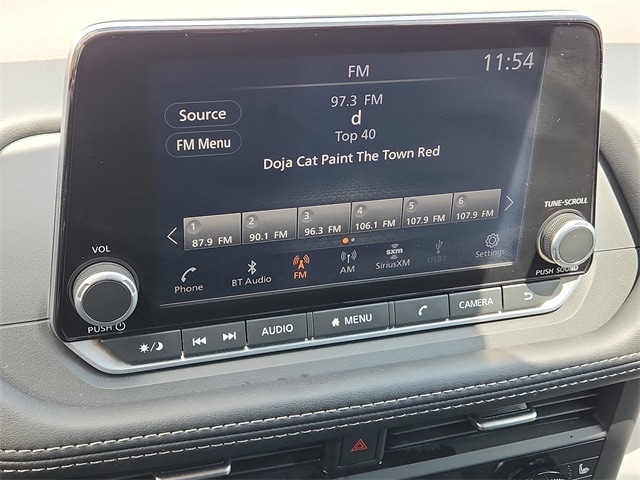 FM
11:54
97.3 FM
d
Top 40
Doja Cat Paint The Town Red
Source
FM Menu
1 2 3 4 5 6
87.9 FM 90.1 FM 96.3 FM 106.1 FM 107.9 FM 107.9 FM
Phone BT Audio FM AM SiriusXM USB1 Settings
sxm
VOL
PUSH
TUNE-SCROLL
PUSH SOUND
AUDIO MENU CAMERA